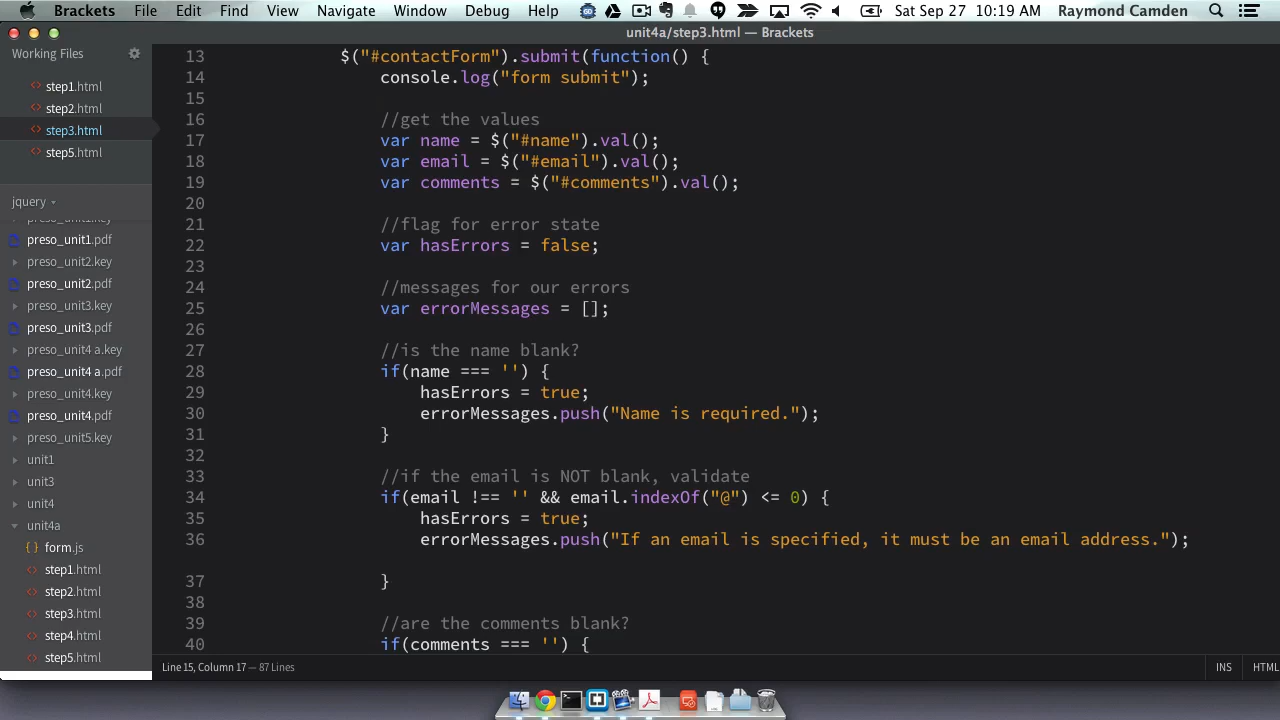 Brackets File Edit Find View Navigate Window Debug Help Sat Sep 27 10:19 AM Raymond Camden
unit4a/step3.html — Brackets
Working Files
step1.html
step2.html
step3.html
step5.html
jquery
preso_unit1.key
preso_unit1.pdf
preso_unit2.key
preso_unit2.pdf
preso_unit3.key
preso_unit3.pdf
preso_unit4 a.key
preso_unit4 a.pdf
preso_unit4.key
preso_unit4.pdf
preso_unit5.key
unit1
unit3
unit4
unit4a
form.js
step1.html
step2.html
step3.html
step4.html
step5.html
13 $("#contactForm").submit(function() {
14 console.log("form submit");
15
16 //get the values
17 var name = $("#name").val();
18 var email = $("#email").val();
19 var comments = $("#comments").val();
20
21 //flag for error state
22 var hasErrors = false;
23
24 //messages for our errors
25 var errorMessages = [];
26
27 //is the name blank?
28 if(name === '') {
29 hasErrors = true;
30 errorMessages.push("Name is required.");
31 }
32
33 //if the email is NOT blank, validate
34 if(email !== '' && email.indexOf("@") <= 0) {
35 hasErrors = true;
36 errorMessages.push("If an email is specified, it must be an email address.");
37 }
38
39 //are the comments blank?
40 if(comments === '') {
Line 15, Column 17 — 87 Lines INS HTML